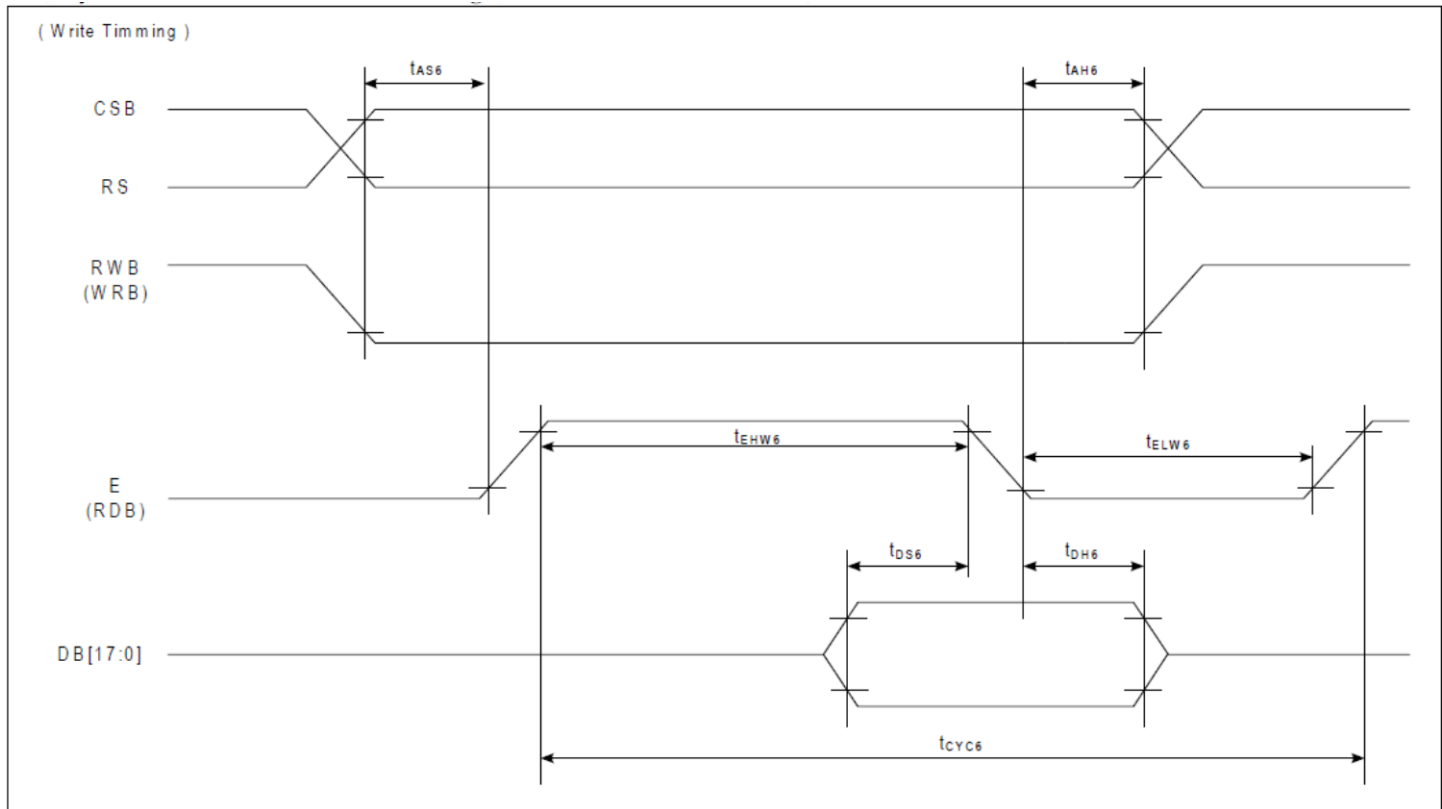 ( Write Timming )
tAS6
tAH6
CSB
RS
RWB
(WRB)
tEHW6
tELW6
E
(RDB)
tDS6
tDH6
DB[17:0]
tCYC6